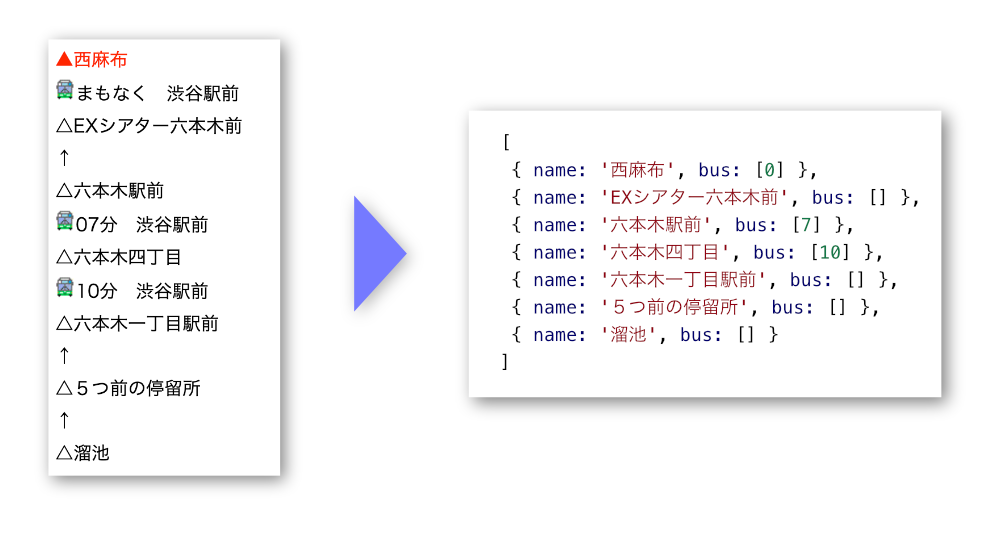 ▲西麻布
まもなく　渋谷駅前
△EXシアター六本木前
↑
△六本木駅前
07分　渋谷駅前
△六本木四丁目
10分　渋谷駅前
△六本木一丁目駅前
↑
△５つ前の停留所
↑
△溜池
[
{ name: '西麻布', bus: [0] },
{ name: 'EXシアター六本木前', bus: [] },
{ name: '六本木駅前', bus: [7] },
{ name: '六本木四丁目', bus: [10] },
{ name: '六本木一丁目駅前', bus: [] },
{ name: '５つ前の停留所', bus: [] },
{ name: '溜池', bus: [] }
]